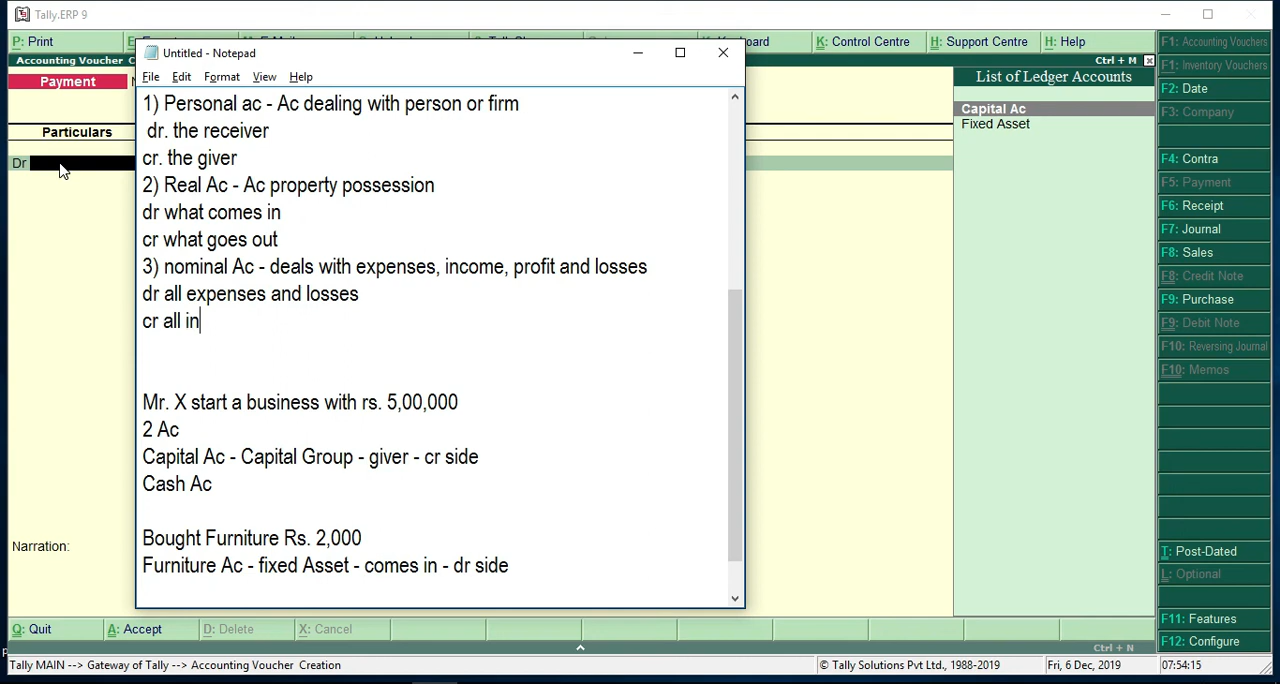 Tally.ERP 9
P: Print
K: Control Centre
H: Support Centre
H: Help
Accounting Voucher
Ctrl + M
Payment
Particulars
Dr
Narration:
Untitled - Notepad
File Edit Format View Help
1) Personal ac - Ac dealing with person or firm
dr. the receiver
cr. the giver
2) Real Ac - Ac property possession
dr what comes in
cr what goes out
3) nominal Ac - deals with expenses, income, profit and losses
dr all expenses and losses
cr all in
Mr. X start a business with rs. 5,00,000
2 Ac
Capital Ac - Capital Group - giver - cr side
Cash Ac
Bought Furniture Rs. 2,000
Furniture Ac - fixed Asset - comes in - dr side
List of Ledger Accounts
Capital Ac
Fixed Asset
F1: Accounting Vouchers
F1: Inventory Vouchers
F2: Date
F3: Company
F4: Contra
F5: Payment
F6: Receipt
F7: Journal
F8: Sales
F8: Credit Note
F9: Purchase
F9: Debit Note
F10: Reversing Journal
F10: Memos
T: Post-Dated
L: Optional
F11: Features
F12: Configure
Q: Quit
A: Accept
D: Delete
X: Cancel
Ctrl + N
Tally MAIN --> Gateway of Tally --> Accounting Voucher Creation
© Tally Solutions Pvt Ltd., 1988-2019
Fri, 6 Dec, 2019
07:54:15